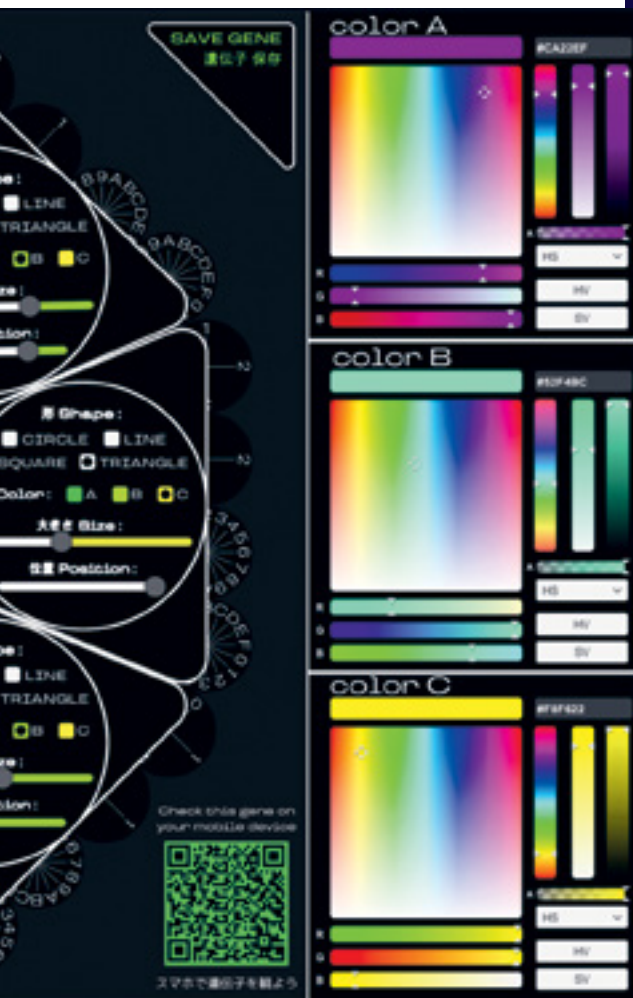 SAVE GENE
遺伝子 保存
LINE
TRIANGLE
B C
形 Shape :
CIRCLE LINE
SQUARE TRIANGLE
Color: A B C
大きさ Size :
位置 Position :
LINE
TRIANGLE
B C
Check this gene on
your mobile device
スマホで遺伝子を観よう
color A
#CA22EF
R
G
B
A
HS
HV
SV
color B
#52F4BC
R
G
B
A
HS
HV
SV
color C
R
G
B
A
HS
HV
SV